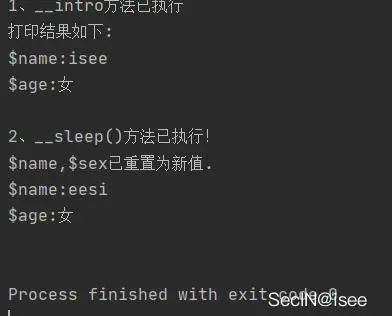 1、__intro方法已执行
打印结果如下:
$name:isee
$age:女
2、__sleep()方法已执行!
$name,$sex已重置为新值.
$name:eesi
$age:女
Process finished with exit code 0
SecIN@Isee